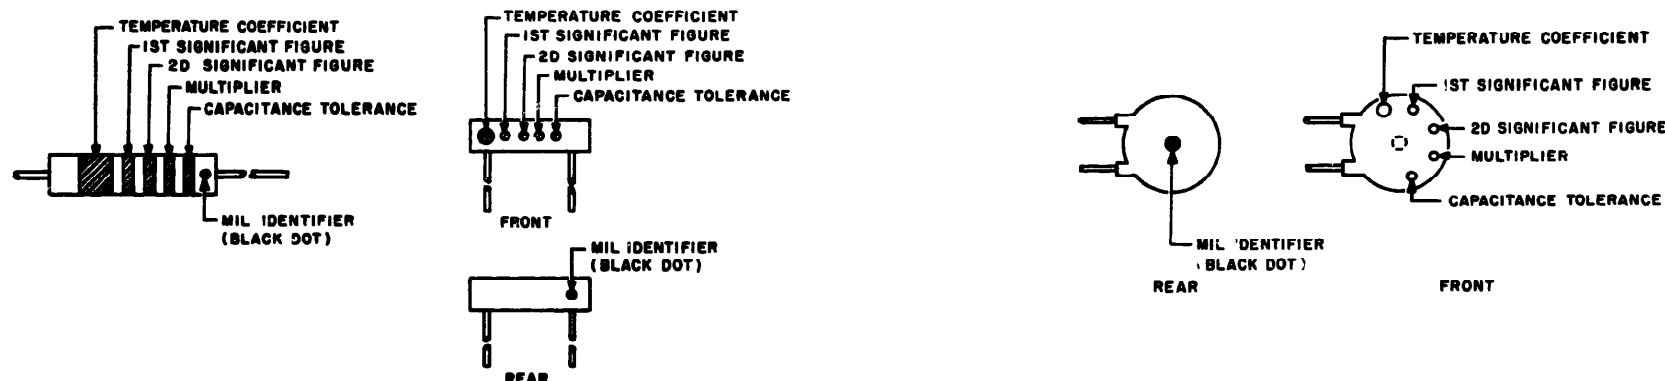 TEMPERATURE COEFFICIENT
1ST SIGNIFICANT FIGURE
2D SIGNIFICANT FIGURE
MULTIPLIER
CAPACITANCE TOLERANCE
MIL IDENTIFIER
(BLACK DOT)
TEMPERATURE COEFFICIENT
1ST SIGNIFICANT FIGURE
2D SIGNIFICANT FIGURE
MULTIPLIER
CAPACITANCE TOLERANCE
FRONT
MIL IDENTIFIER
(BLACK DOT)
REAR
MIL IDENTIFIER
(BLACK DOT)
REAR
TEMPERATURE COEFFICIENT
1ST SIGNIFICANT FIGURE
2D SIGNIFICANT FIGURE
MULTIPLIER
CAPACITANCE TOLERANCE
FRONT